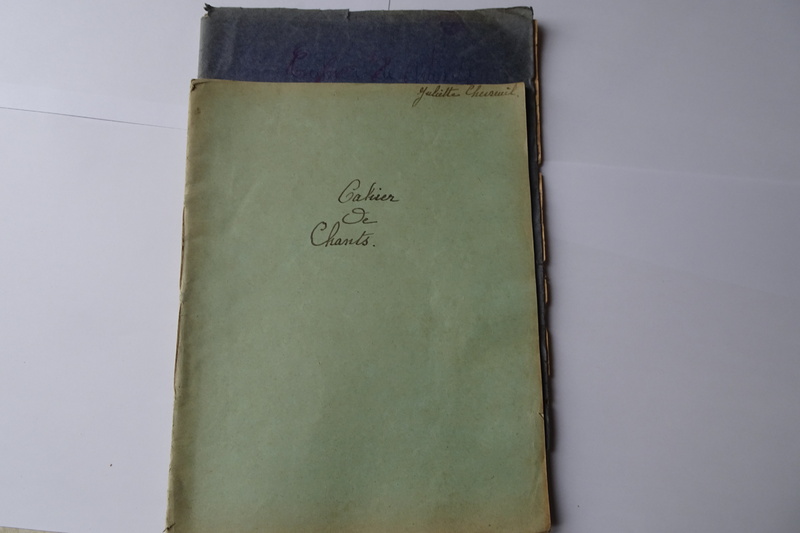 Juliette Chevreuil.
Cahier
De
Chants.